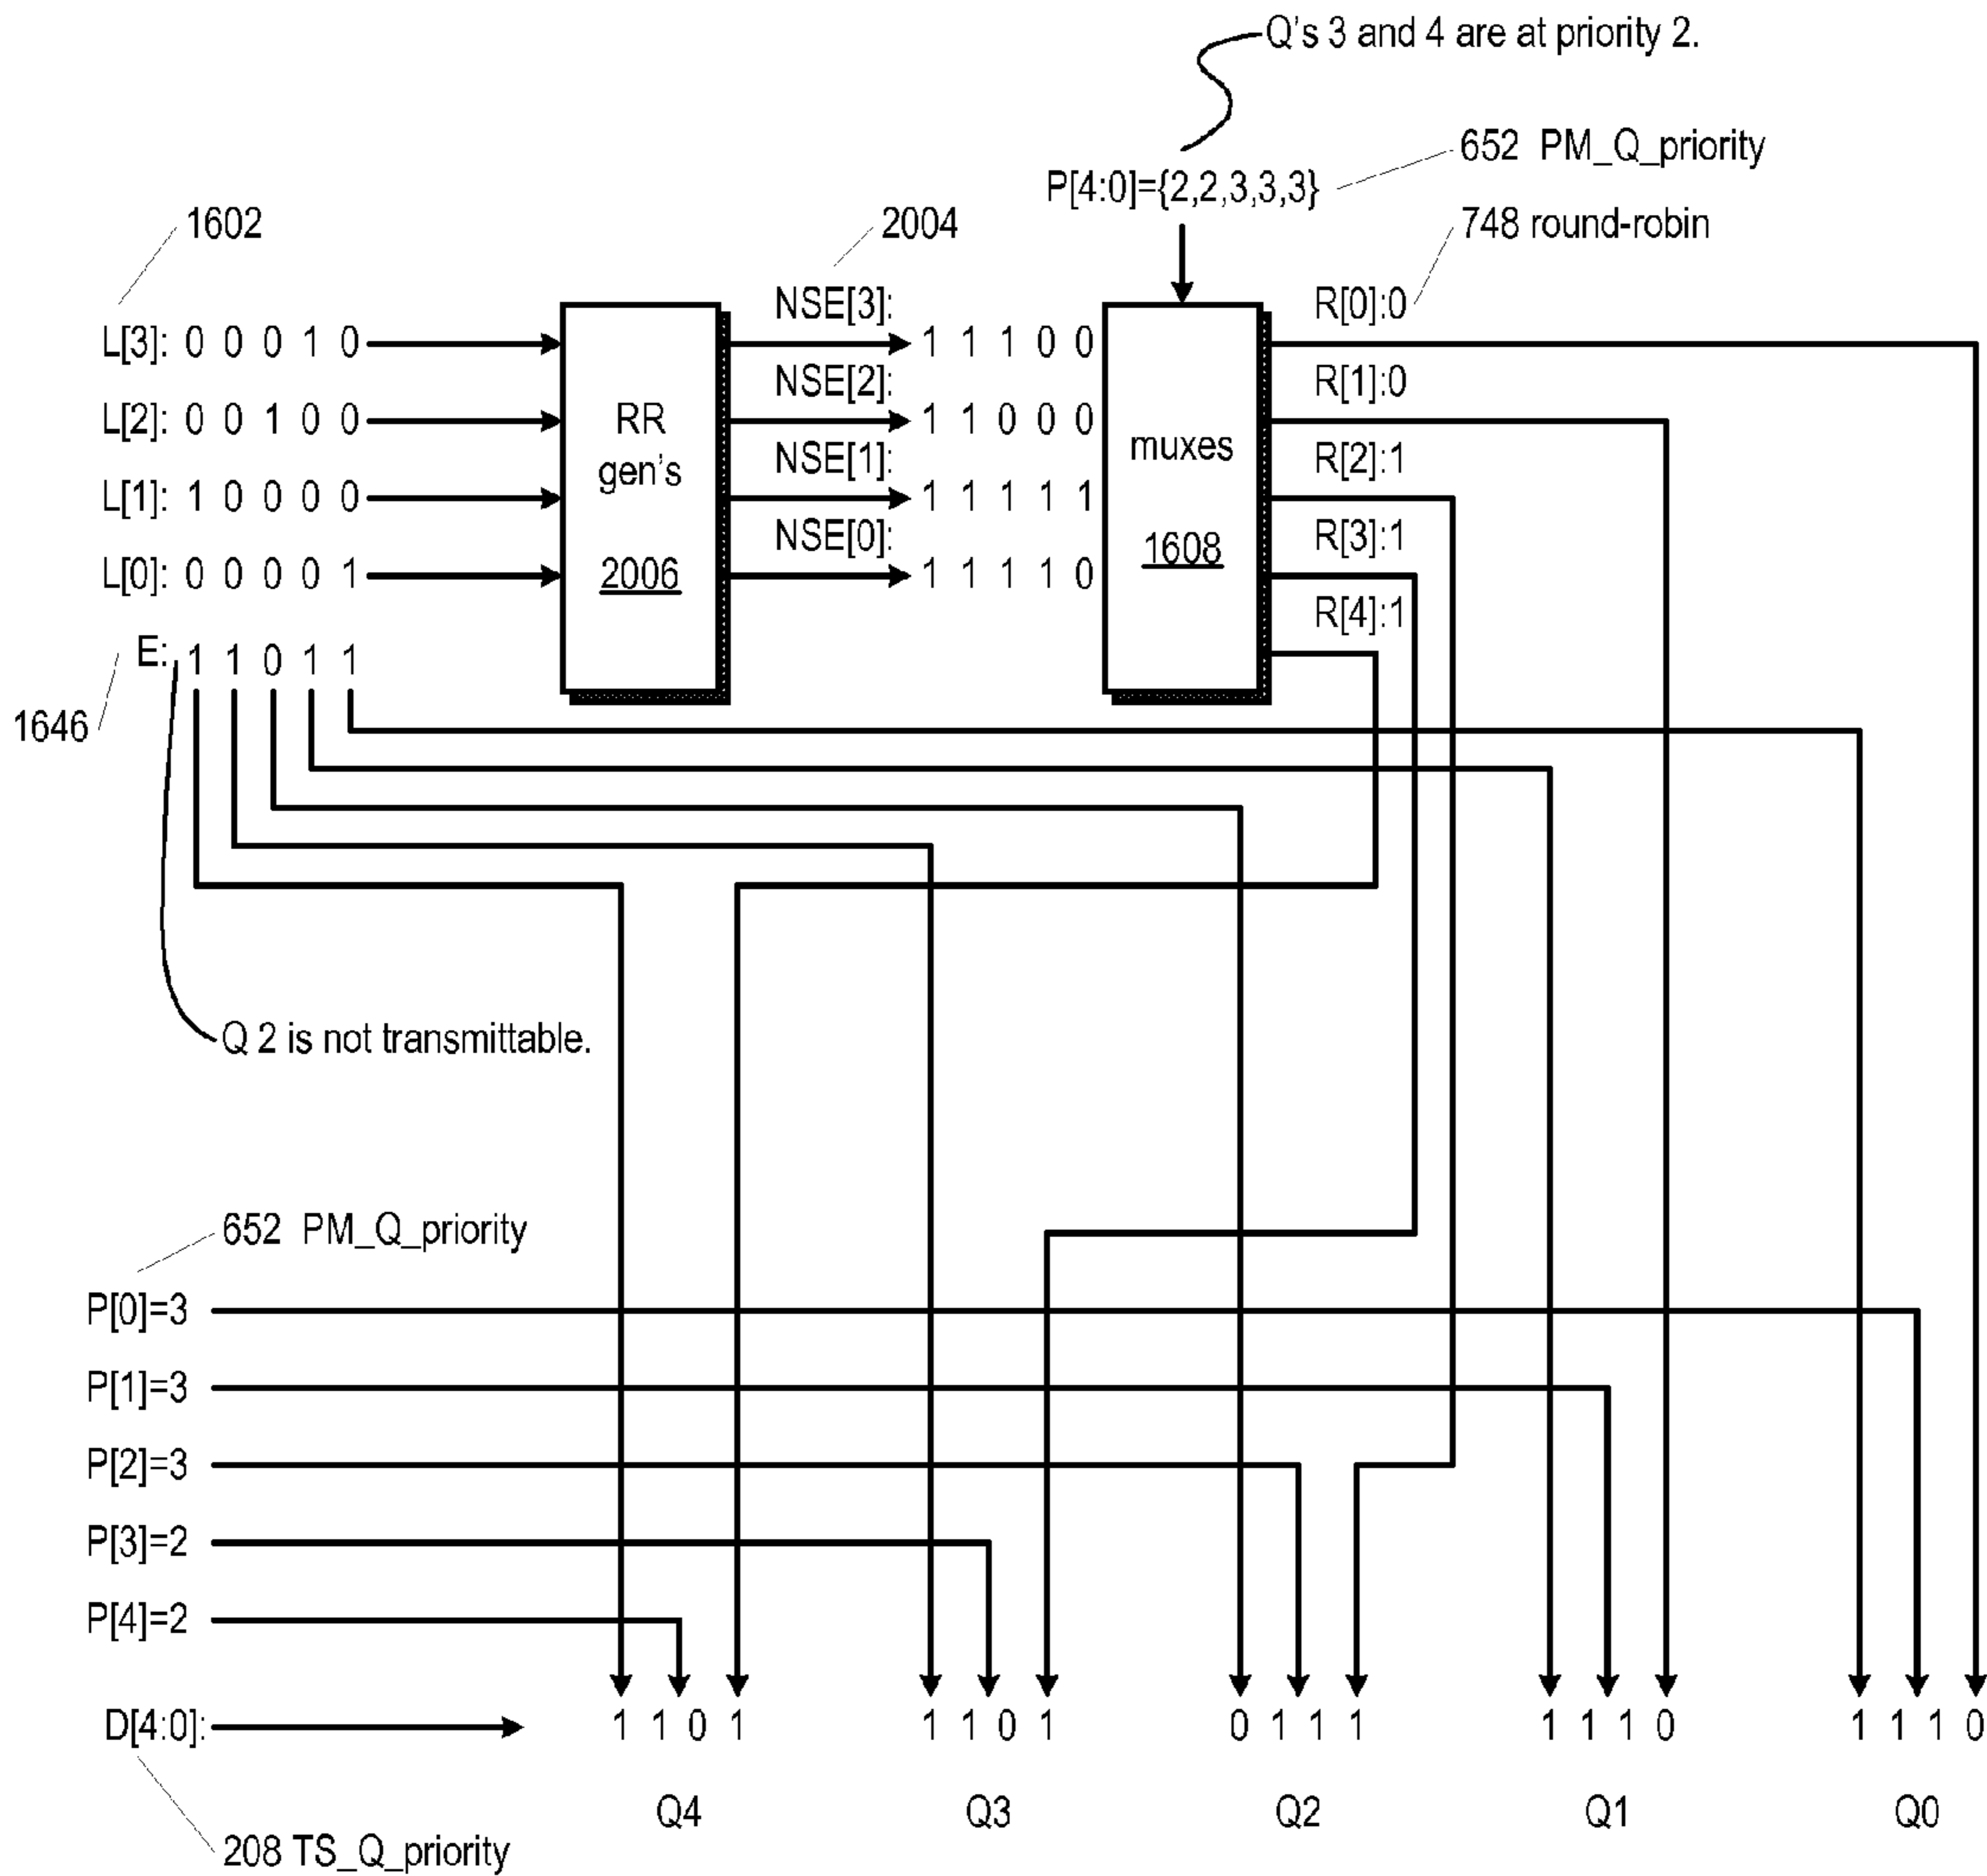 Q's 3 and 4 are at priority 2.
652 PM_Q_priority
P[4:0]={2,2,3,3,3}
1602
2004
748 round-robin
NSE[3]:
R[0]:0
L[3]: 0 0 0 1 0
1 1 1 0 0
NSE[2]:
R[1]:0
L[2]: 0 0 1 0 0
RR
1 1 0 0 0
muxes
NSE[1]:
R[2]:1
gen's
L[1]: 1 0 0 0 0
1 1 1 1 1
NSE[0]:
R[3]:1
1608
L[0]: 0 0 0 0 1
2006
1 1 1 1 0
R[4]:1
E: 1 1 0 1 1
1646
Q 2 is not transmittable.
652 PM_Q_priority
P[0]=3
P[1]=3
P[2]=3
P[3]=2
P[4]=2
D[4:0]: 1 1 0 1 1 1 0 1 0 1 1 1 1 1 1 0 1 1 1 0
Q4 Q3 Q2 Q1 Q0
208 TS_Q_priority